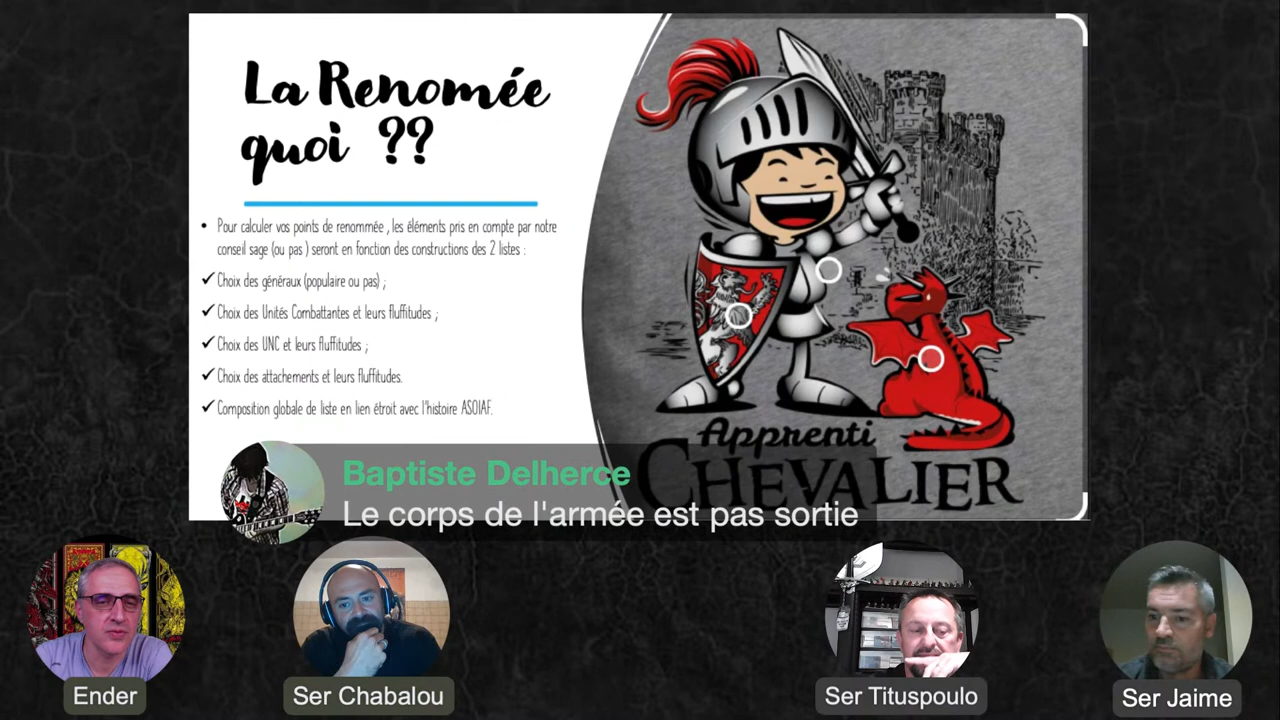 La Renomée
quoi ??
• Pour calculer vos points de renommée , les éléments pris en compte par notre
conseil sage (ou pas ) seront en fonction des constructions des 2 listes :
✓ Choix des généraux (populaire ou pas) ;
✓ Choix des Unités Combattantes et leurs fluffitudes ;
✓ Choix des UNC et leurs fluffitudes ;
✓ Choix des attachements et leurs fluffitudes.
✓ Composition globale de liste en lien étroit avec l'histoire ASOIAF.
Apprenti
CHEVALIER
Baptiste Delherce
Le corps de l'armée est pas sortie
Ender
Ser Chabalou
Ser Tituspoulo
Ser Jaime